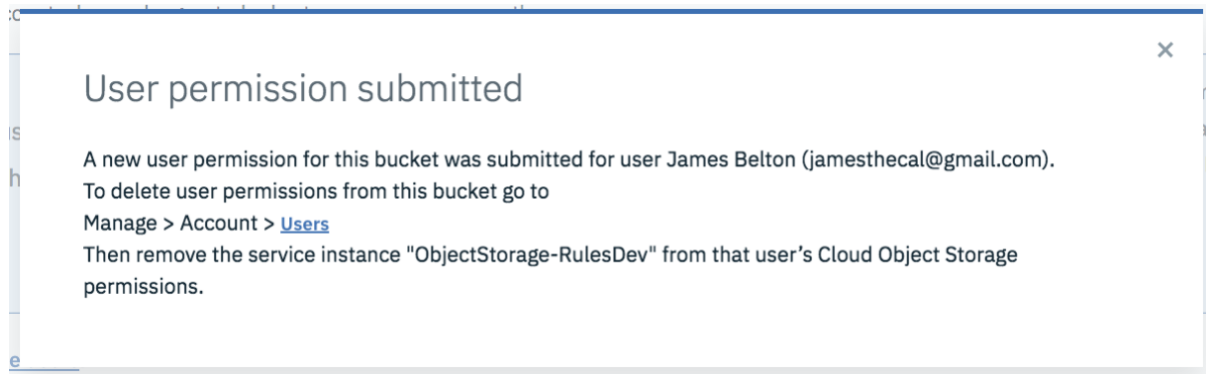 User permission submitted
A new user permission for this bucket was submitted for user James Belton (jamesthecal@gmail.com).
To delete user permissions from this bucket go to
Manage > Account > Users
Then remove the service instance "ObjectStorage-RulesDev" from that user’s Cloud Object Storage
permissions.